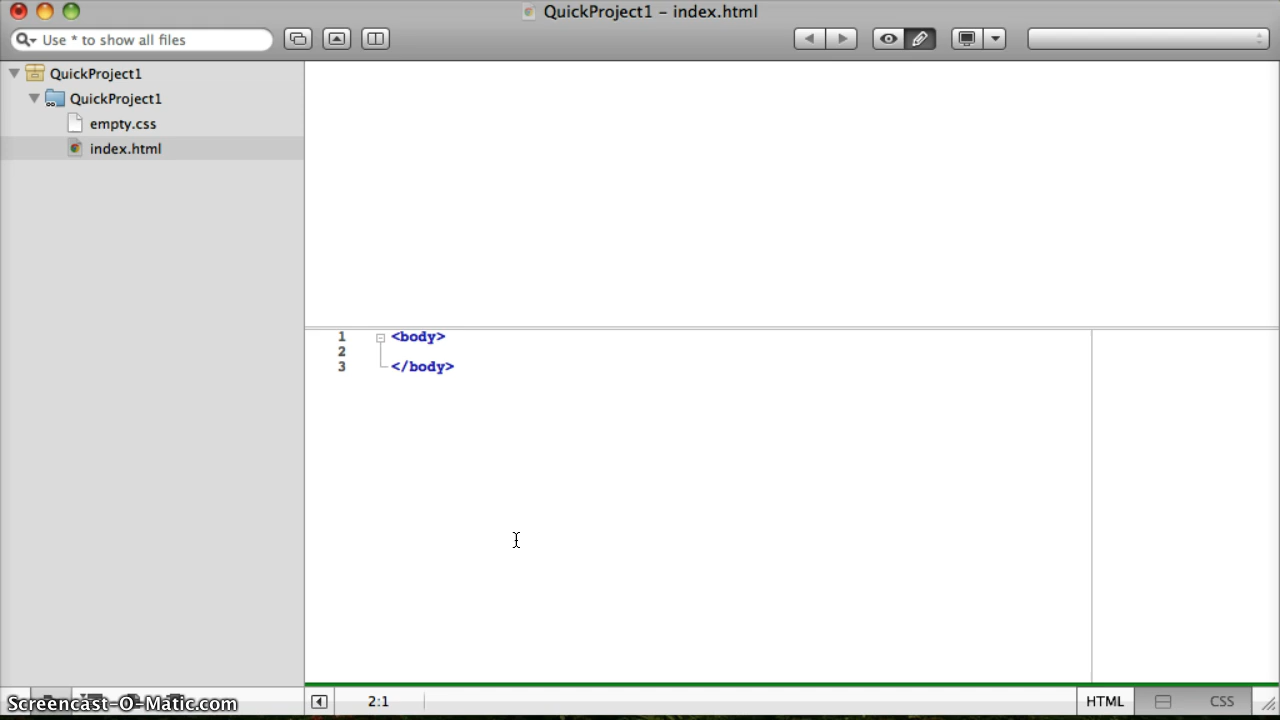 QuickProject1 – index.html
Use * to show all files
QuickProject1
QuickProject1
empty.css
index.html
1 <body>
2
3 </body>
2:1
HTML
CSS
Screencast-O-Matic.com